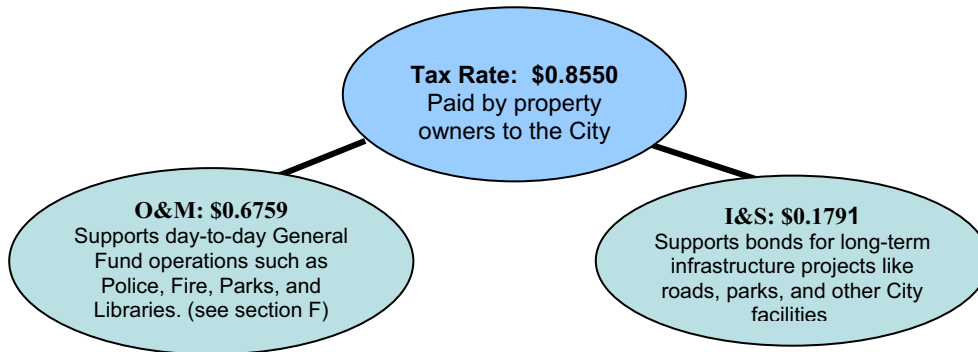 Tax Rate: $0.8550
Paid by property
owners to the City
O&M: $0.6759
Supports day-to-day General
Fund operations such as
Police, Fire, Parks, and
Libraries. (see section F)
I&S: $0.1791
Supports bonds for long-term
infrastructure projects like
roads, parks, and other City
facilities